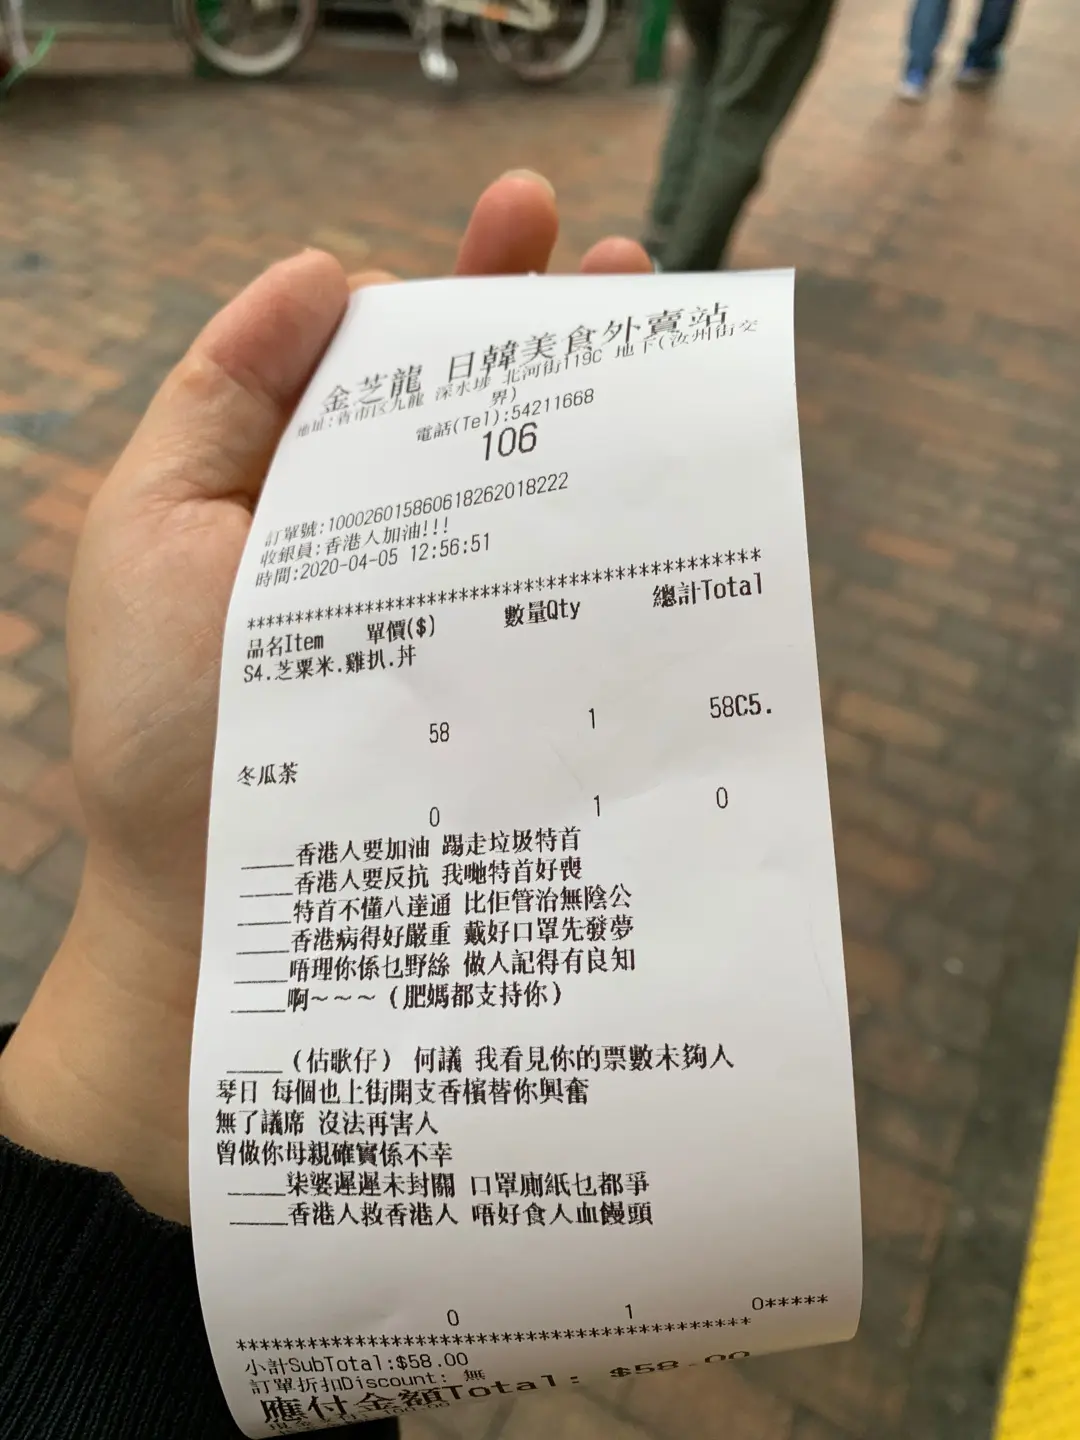 金芝龍 日韓美食外賣站
地址:香市区九龍 深水埗 北河街119C 地下(汝州街交
界)
電話(Tel):54211668
106
訂單號:100026015860618262018222
收銀員:香港人加油!!!
時間:2020-04-05 12:56:51
******************************************
品名Item 單價($) 數量Qty 總計Total
S4.芝粟米.雞扒.丼
58 1 58C5.
冬瓜茶
0 1 0
____香港人要加油 踢走垃圾特首
____香港人要反抗 我哋特首好喪
____特首不懂八達通 比佢管治無陰公
____香港病得好嚴重 戴好口罩先發夢
____唔理你係乜野絲 做人記得有良知
____啊~~~(肥媽都支持你)
____(估歌仔) 何議 我看見你的票數未夠人
琴日 每個也上街開支香檳替你興奮
無了議席 沒法再害人
曾做你母親確實係不幸
____柒婆遲遲未封關 口罩廁紙乜都爭
____香港人救香港人 唔好食人血饅頭
0 1 0*****
******************************************
小計SubTotal:$58.00
訂單折扣Discount: 無
應付金額Total: $58.00